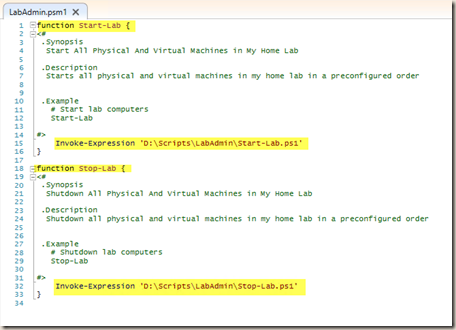 LabAdmin.psm1 X
1 function Start-Lab {
2 <#
3 .Synopsis
4 Start All Physical And Virtual Machines in My Home Lab
5
6 .Description
7 Starts all physical and virtual machines in my home lab in a preconfigured order
8
9
10 .Example
11 # Start lab computers
12 Start-Lab
13
14 #>
15 Invoke-Expression 'D:\Scripts\LabAdmin\Start-Lab.ps1'
16 }
17
18 function Stop-Lab {
19 <#
20 .Synopsis
21 Shutdown All Physical And Virtual Machines in My Home Lab
22
23 .Description
24 Shutdown all physical and virtual machines in my home lab in a preconfigured order
25
26
27 .Example
28 # Shutdown lab computers
29 Stop-Lab
30
31 #>
32 Invoke-Expression 'D:\Scripts\LabAdmin\Stop-Lab.ps1'
33 }
34